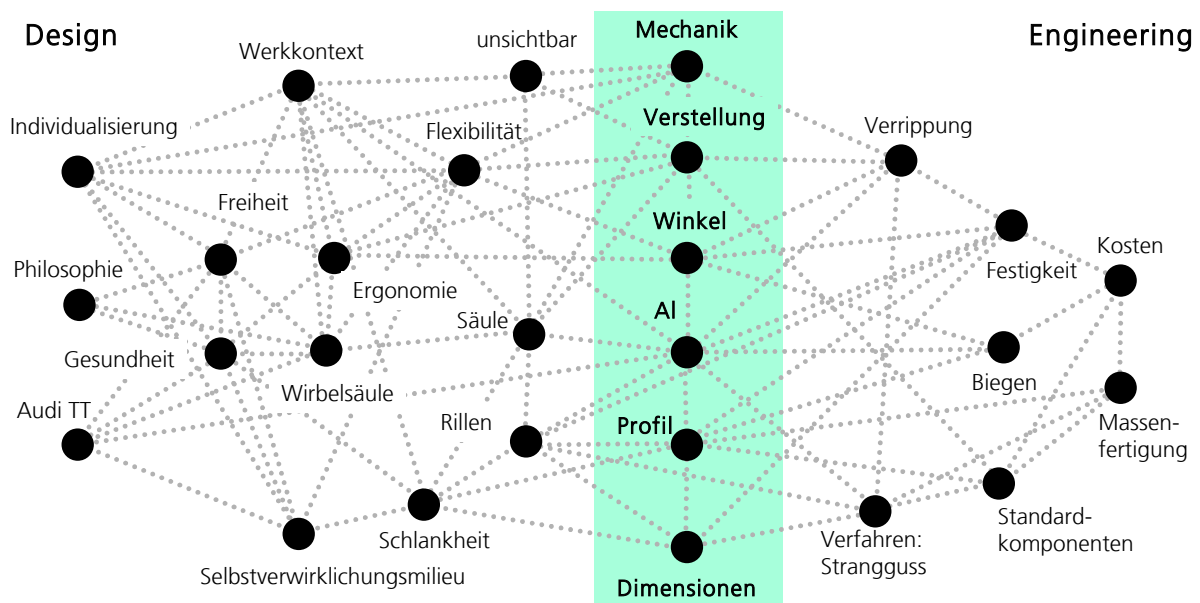 Design
Engineering
Mechanik
Werkkontext
unsichtbar
Individualisierung
Flexibilität
Verstellung
Verrippung
Freiheit
Winkel
Kosten
Philosophie
Festigkeit
Ergonomie
Säule
Al
Gesundheit
Wirbelsäule
Biegen
Audi TT
Rillen
Profil
Massen-
fertigung
Schlankheit
Standard-
komponenten
Verfahren:
Strangguss
Selbstverwirklichungsmilieu
Dimensionen